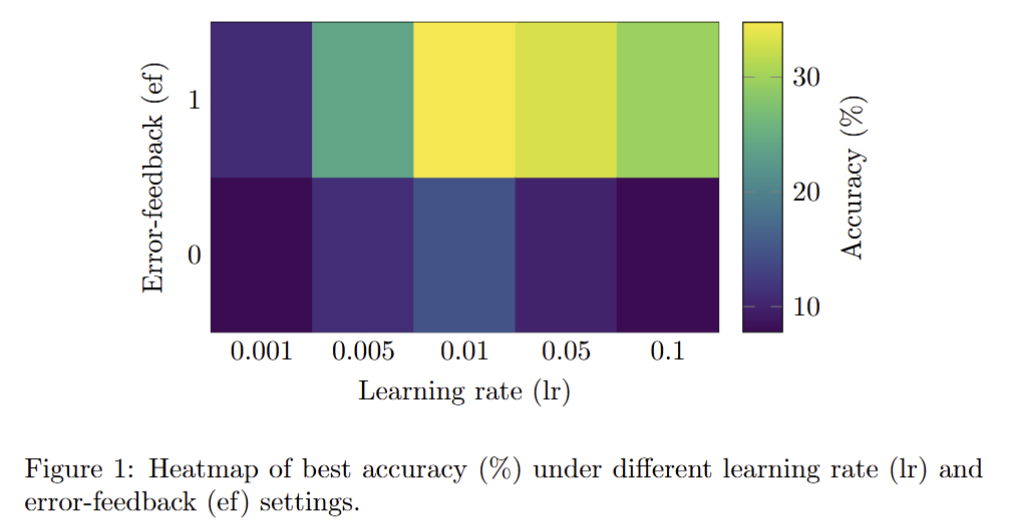 Error-feedback (ef)
1
0
0.001 0.005 0.01 0.05 0.1
Learning rate (lr)
30
20
10
Accuracy (%)
Figure 1: Heatmap of best accuracy (%) under different learning rate (lr) and
error-feedback (ef) settings.